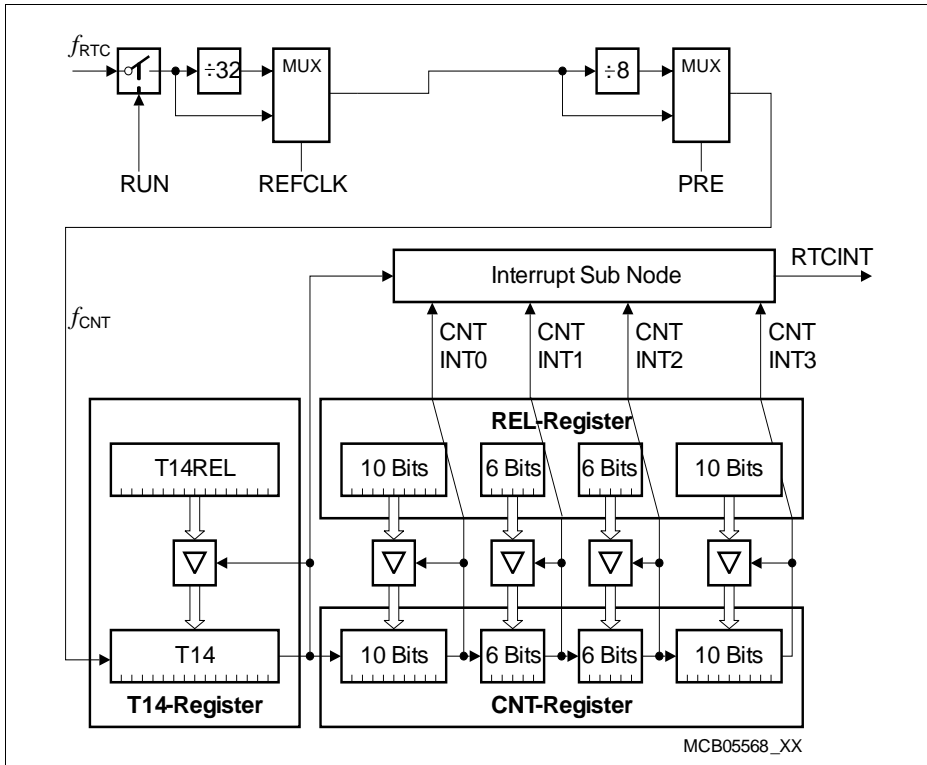 fRTC
÷32
MUX
÷8
MUX
RUN
REFCLK
PRE
Interrupt Sub Node
RTCINT
fCNT
CNT
INT0
CNT
INT1
CNT
INT2
CNT
INT3
REL-Register
T14REL
10 Bits
6 Bits
6 Bits
10 Bits
T14
10 Bits
6 Bits
6 Bits
10 Bits
T14-Register
CNT-Register
MCB05568_XX